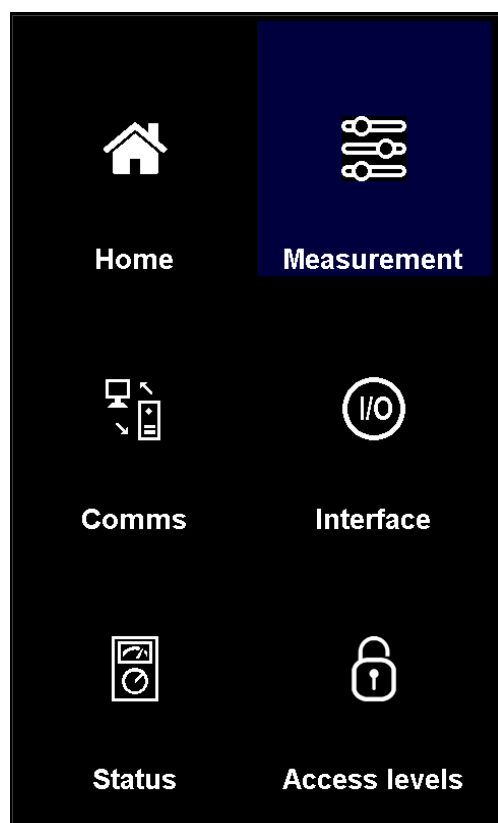 Home
Measurement
I/O
Comms
Interface
Status
Access levels